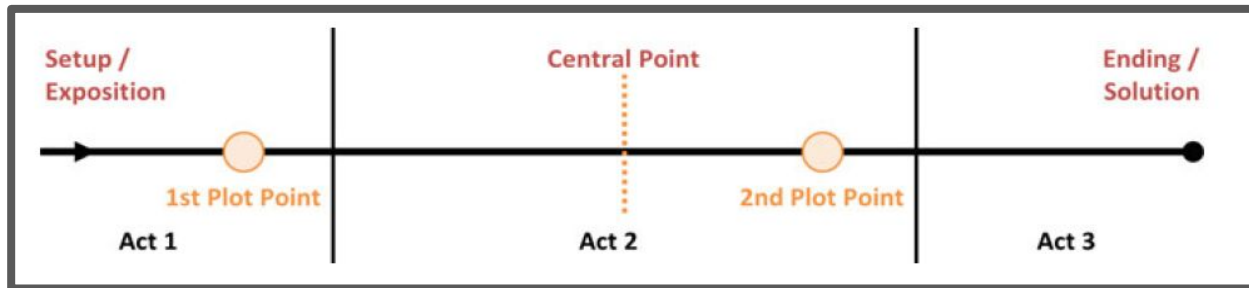 Setup /
Exposition
Central Point
Ending /
Solution
1st Plot Point
2nd Plot Point
Act 1
Act 2
Act 3